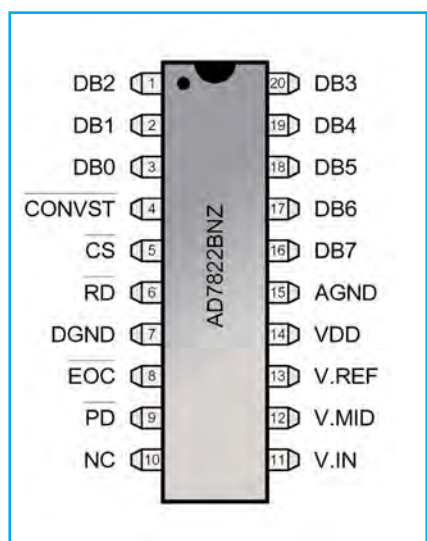 DB2 1
DB1 2
DB0 3
CONVST 4
CS 5
RD 6
DGND 7
EOC 8
PD 9
NC 10
AD7822BNZ
20 DB3
19 DB4
18 DB5
17 DB6
16 DB7
15 AGND
14 VDD
13 V.REF
12 V.MID
11 V.IN